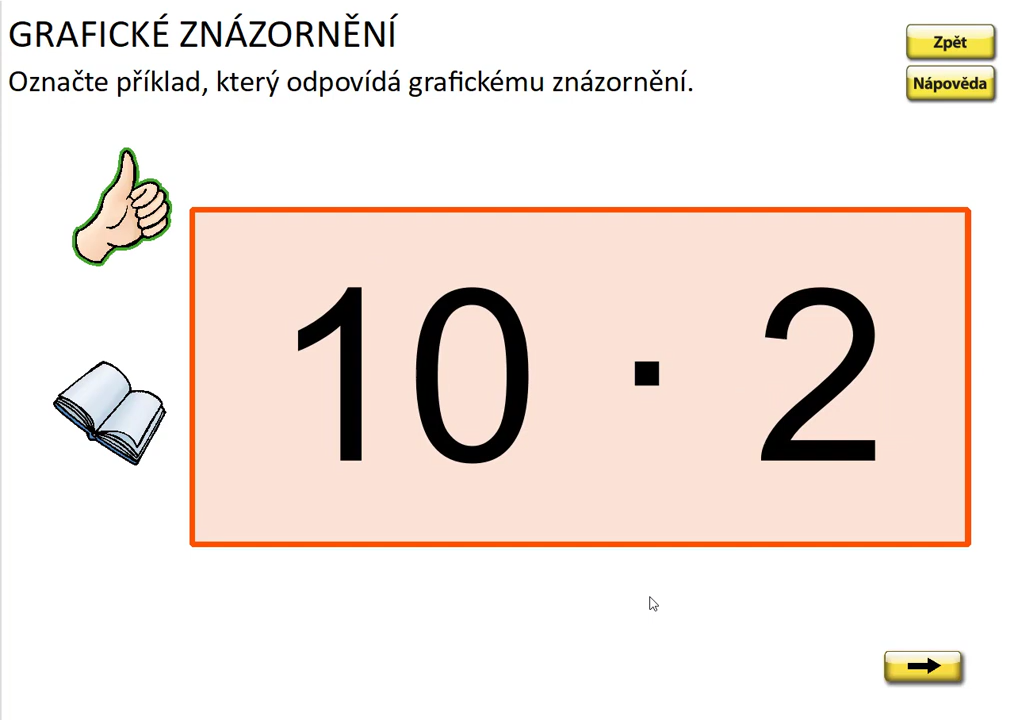 GRAFICKÉ ZNÁZORNĚNÍ
Zpět
Označte příklad, který odpovídá grafickému znázornění.
Nápověda
10 · 2